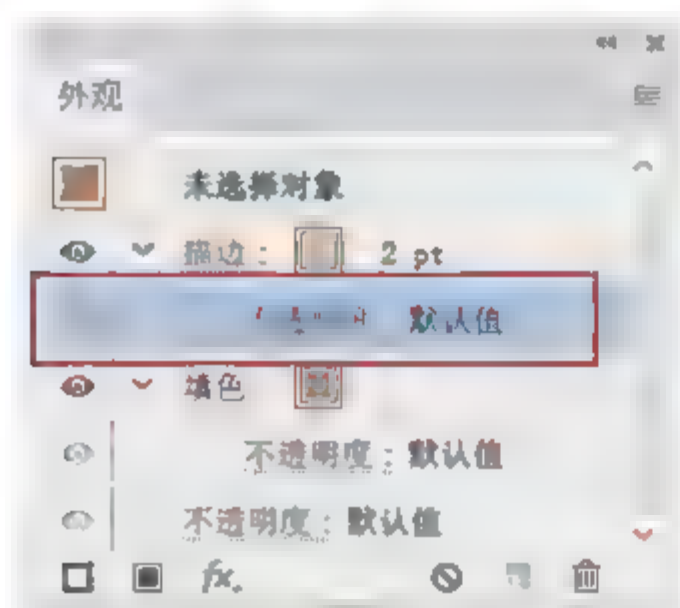 外观
未选择对象
描边： 2 pt
默认值
填色
不透明度：默认值
不透明度：默认值
fx.